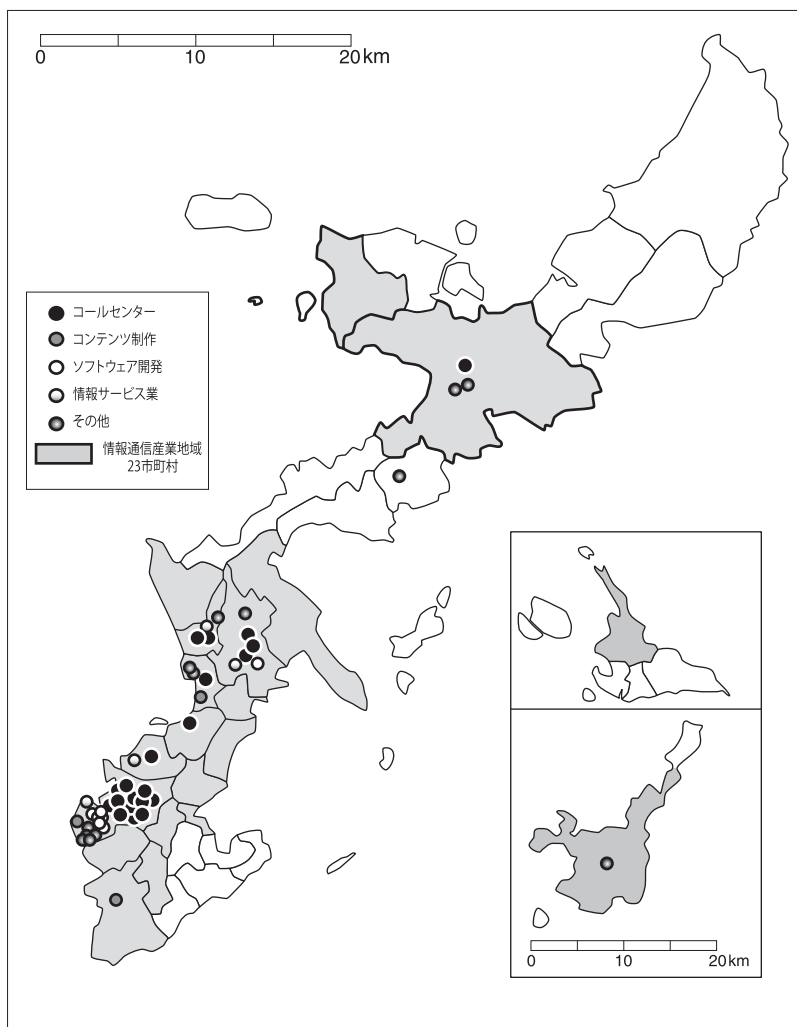 0 10 20km
コールセンター
コンテンツ制作
ソフトウェア開発
情報サービス業
その他
情報通信産業地域
23市町村
0 10 20km